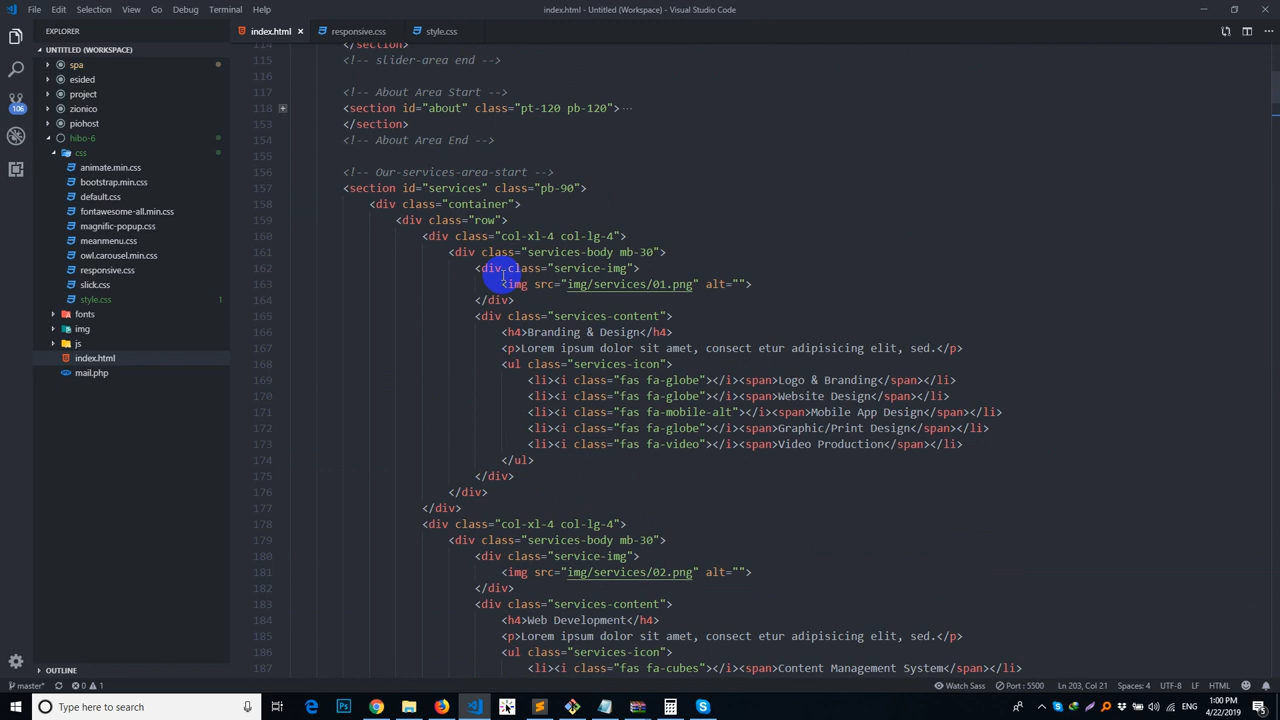 File Edit Selection View Go Debug Terminal Help
index.html - Untitled (Workspace) - Visual Studio Code
EXPLORER
index.html
responsive.css
style.css
UNTITLED (WORKSPACE)
spa
esided
project
zionico
piohost
hibo-6
css
animate.min.css
bootstrap.min.css
default.css
fontawesome-all.min.css
magnific-popup.css
meanmenu.css
owl.carousel.min.css
responsive.css
slick.css
style.css 1
fonts
img
js
index.html
mail.php
OUTLINE
106
114 </section>
115 <!-- slider-area end -->
116
117 <!-- About Area Start -->
118 <section id="about" class="pt-120 pb-120"> ···
153 </section>
154 <!-- About Area End -->
155
156 <!-- Our-services-area-start -->
157 <section id="services" class="pb-90">
158 <div class="container">
159 <div class="row">
160 <div class="col-xl-4 col-lg-4">
161 <div class="services-body mb-30">
162 <div class="service-img">
163 <img src="img/services/01.png" alt="">
164 </div>
165 <div class="services-content">
166 <h4>Branding & Design</h4>
167 <p>Lorem ipsum dolor sit amet, consect etur adipisicing elit, sed.</p>
168 <ul class="services-icon">
169 <li><i class="fas fa-globe"></i><span>Logo & Branding</span></li>
170 <li><i class="fas fa-globe"></i><span>Website Design</span></li>
171 <li><i class="fas fa-mobile-alt"></i><span>Mobile App Design</span></li>
172 <li><i class="fas fa-globe"></i><span>Graphic/Print Design</span></li>
173 <li><i class="fas fa-video"></i><span>Video Production</span></li>
174 </ul>
175 </div>
176 </div>
177 </div>
178 <div class="col-xl-4 col-lg-4">
179 <div class="services-body mb-30">
180 <div class="service-img">
181 <img src="img/services/02.png" alt="">
182 </div>
183 <div class="services-content">
184 <h4>Web Development</h4>
185 <p>Lorem ipsum dolor sit amet, consect etur adipisicing elit, sed.</p>
186 <ul class="services-icon">
187 <li><i class="fas fa-cubes"></i><span>Content Management System</span></li>
master* 0 1
Watch Sass Port : 5500 Ln 203, Col 21 Spaces: 4 UTF-8 LF HTML
Type here to search
1:00 PM
4/22/2019